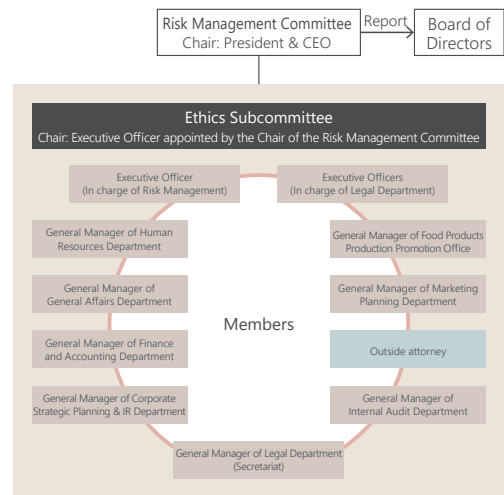 Risk Management Committee
Chair: President & CEO
Report
Board of
Directors
Ethics Subcommittee
Chair: Executive Officer appointed by the Chair of the Risk Management Committee
Executive Officer
(In charge of Risk Management)
Executive Officers
(In charge of Legal Department)
General Manager of Human
Resources Department
General Manager of Food Products
Production Promotion Office
General Manager of
General Affairs Department
General Manager of Marketing
Planning Department
Members
General Manager of Finance
and Accounting Department
Outside attorney
General Manager of Corporate
Strategic Planning & IR Department
General Manager of
Internal Audit Department
General Manager of Legal Department
(Secretariat)